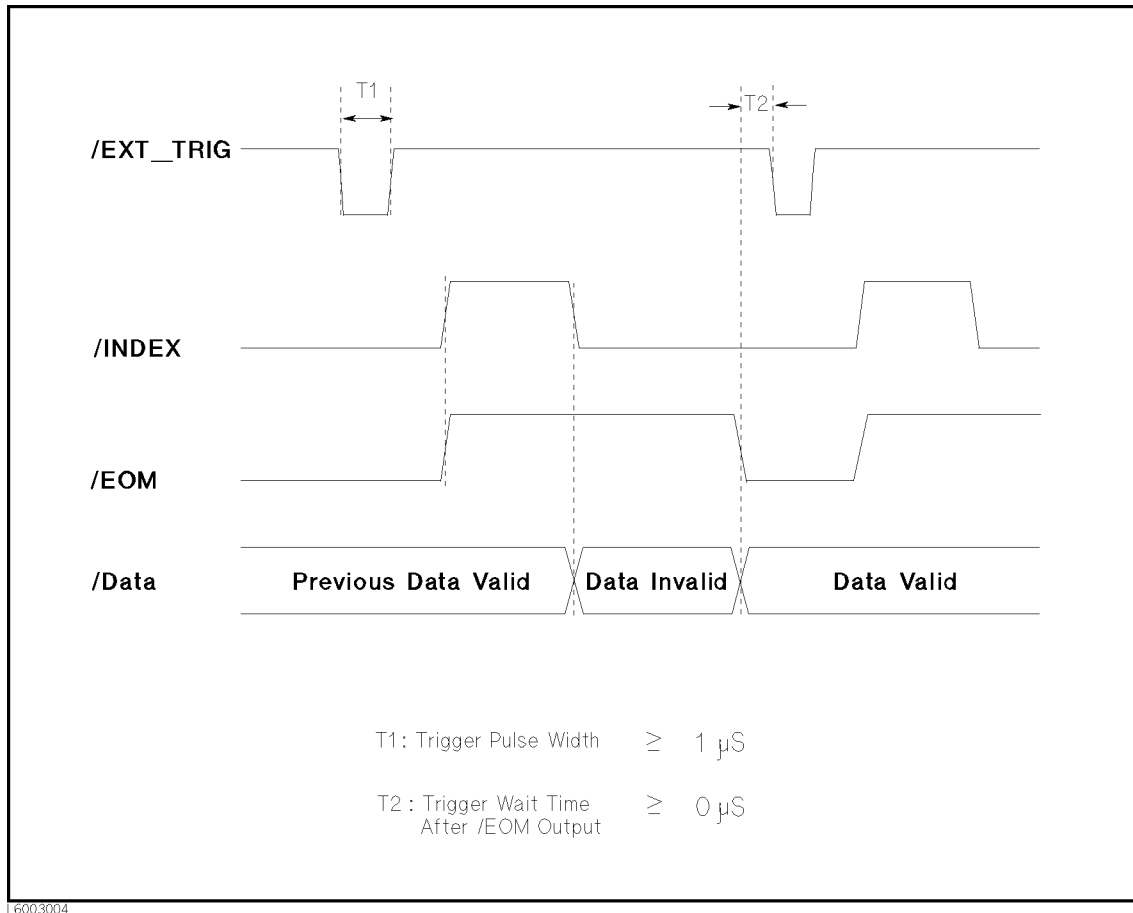 T1
T2
/EXT_TRIG
/INDEX
/EOM
/Data
Previous Data Valid
Data Invalid
Data Valid
T1: Trigger Pulse Width ≥ 1 µS
T2: Trigger Wait Time ≥ 0 µS
After /EOM Output
L6003004